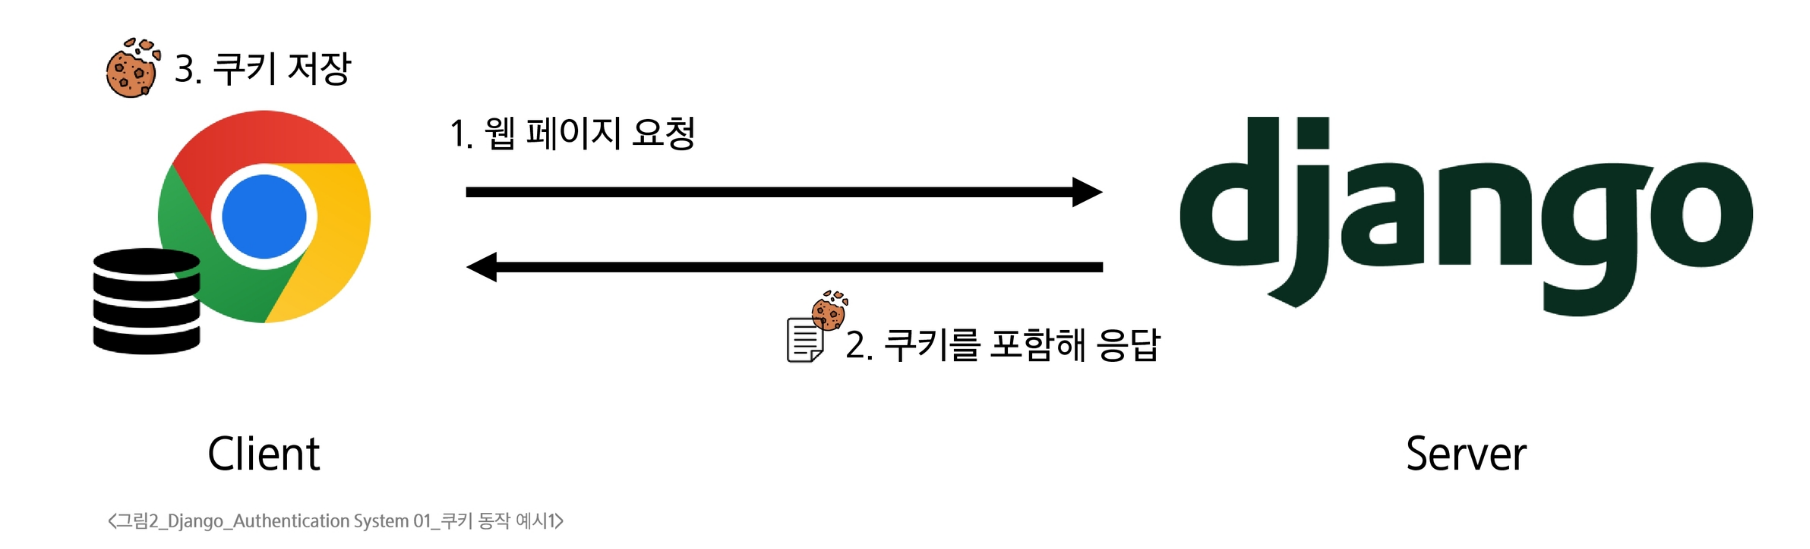 3. 쿠키 저장
1. 웹 페이지 요청
django
2. 쿠키를 포함해 응답
Client
Server
<그림2_Django_Authentication System 01_쿠키 동작 예시1>